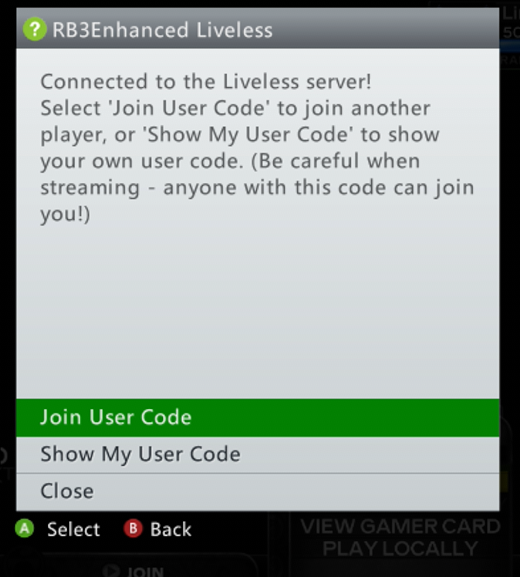 RB3Enhanced Liveless
Connected to the Liveless server!
Select 'Join User Code' to join another
player, or 'Show My User Code' to show
your own user code. (Be careful when
streaming - anyone with this code can join
you!)
Join User Code
Show My User Code
Close
A Select B Back
VIEW GAMER CARD
PLAY LOCALLY
JOIN